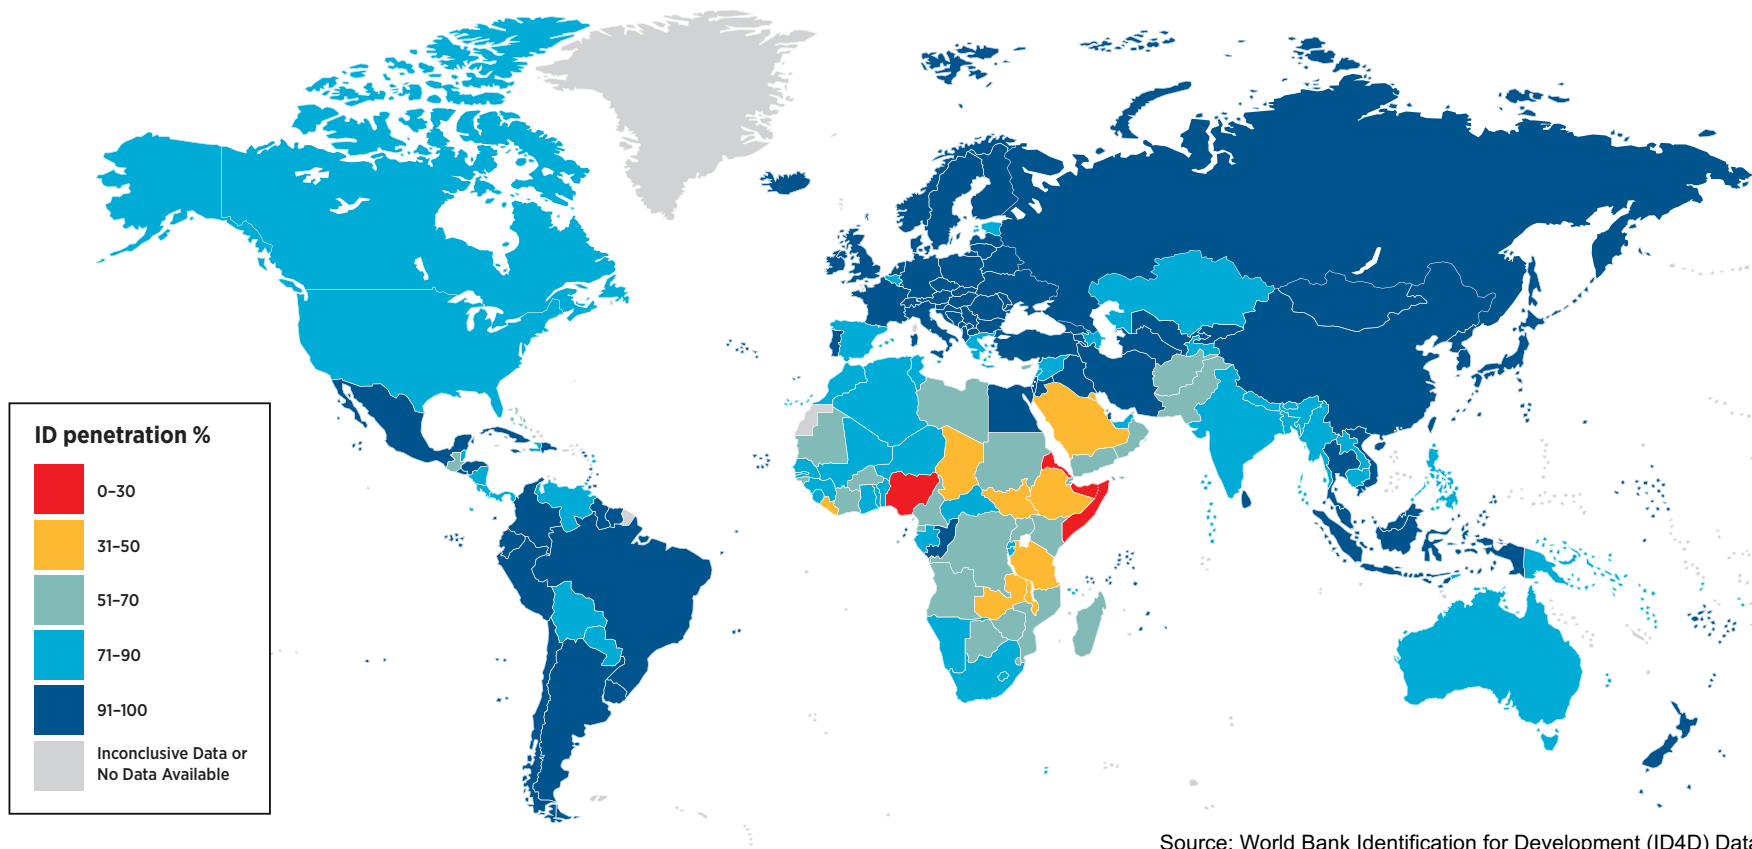 ID penetration %
0–30
31–50
51–70
71–90
91–100
Inconclusive Data or
No Data Available
Source: World Bank Identification for Development (ID4D) Data